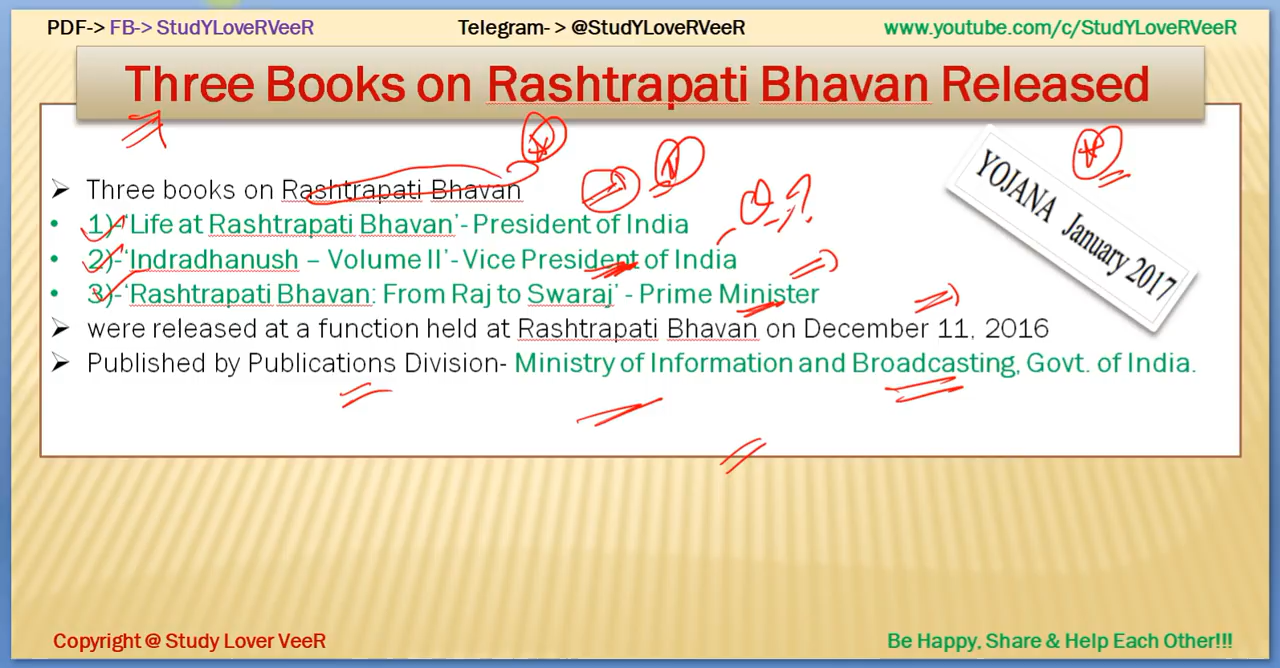 PDF-> FB-> StudYLoveRVeeR Telegram- > @StudYLoveRVeeR www.youtube.com/c/StudYLoveRVeeR
Three Books on Rashtrapati Bhavan Released
➢ Three books on Rashtrapati Bhavan
• 1)-‘Life at Rashtrapati Bhavan’- President of India
• 2)-‘Indradhanush – Volume II’- Vice President of India
• 3)-‘Rashtrapati Bhavan: From Raj to Swaraj’ - Prime Minister
➢ were released at a function held at Rashtrapati Bhavan on December 11, 2016
➢ Published by Publications Division- Ministry of Information and Broadcasting, Govt. of India.
YOJANA January 2017
Copyright @ Study Lover VeeR Be Happy, Share & Help Each Other!!!